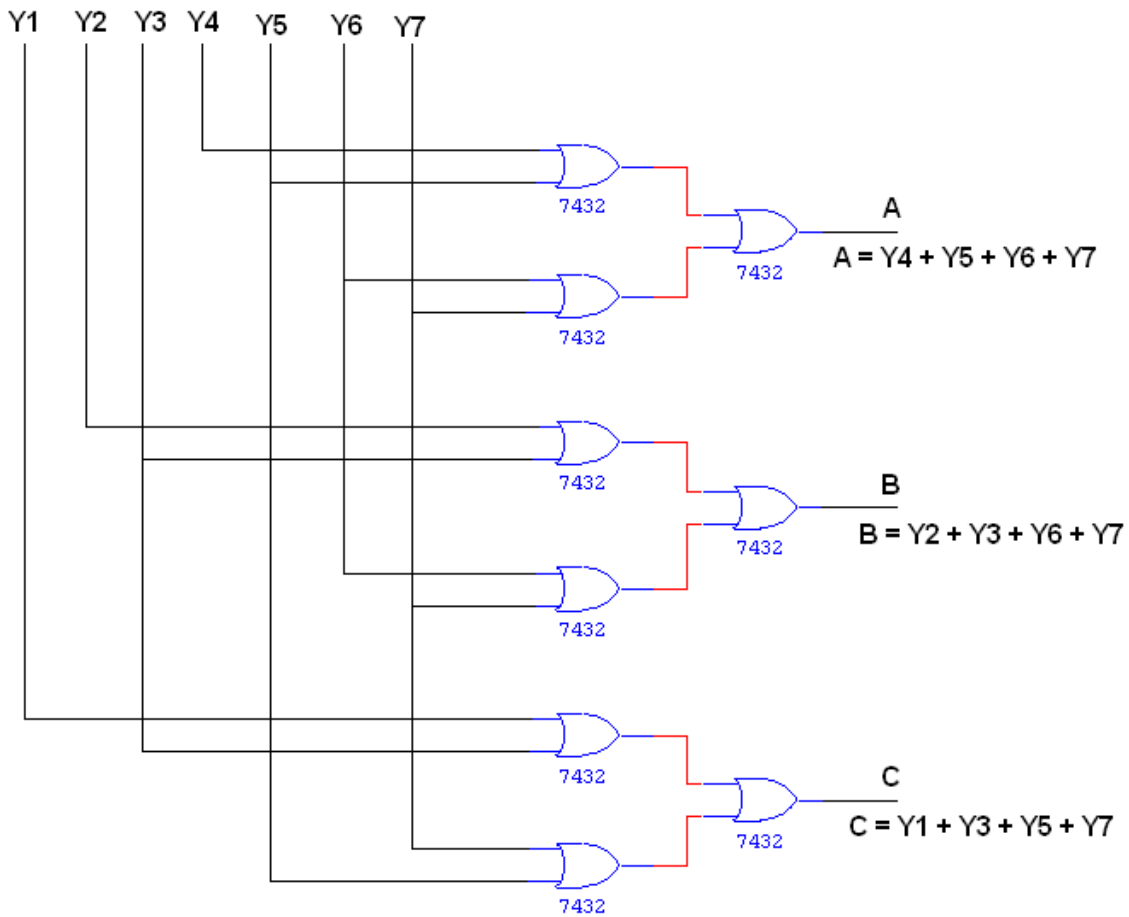 Y1 Y2 Y3 Y4 Y5 Y6 Y7
7432
A
7432
A = Y4 + Y5 + Y6 + Y7
7432
7432
B
7432
B = Y2 + Y3 + Y6 + Y7
7432
7432
C
7432
C = Y1 + Y3 + Y5 + Y7
7432